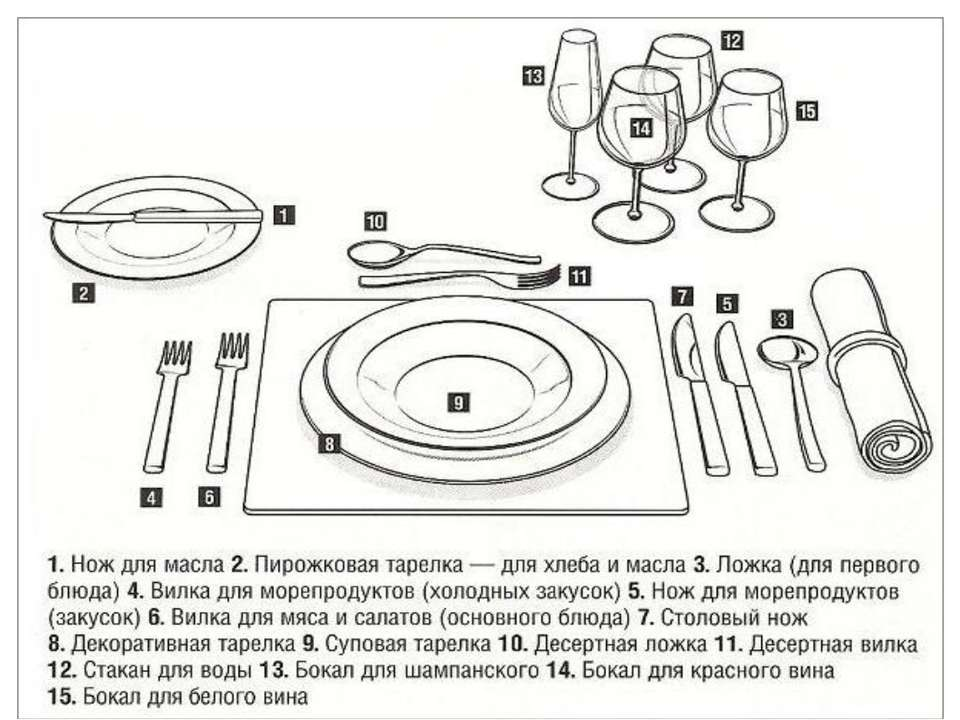 12
13
14
15
1
10
2
11
7
5
3
9
8
4
6
1. Нож для масла 2. Пирожковая тарелка — для хлеба и масла 3. Ложка (для первого
блюда) 4. Вилка для морепродуктов (холодных закусок) 5. Нож для морепродуктов
(закусок) 6. Вилка для мяса и салатов (основного блюда) 7. Столовый нож
8. Декоративная тарелка 9. Суповая тарелка 10. Десертная ложка 11. Десертная вилка
12. Стакан для воды 13. Бокал для шампанского 14. Бокал для красного вина
15. Бокал для белого вина